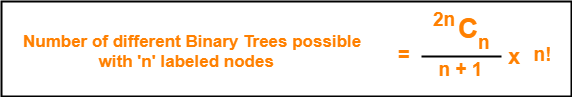 Number of different Binary Trees possible
with 'n' labeled nodes
= 2nCn
n + 1
x n!